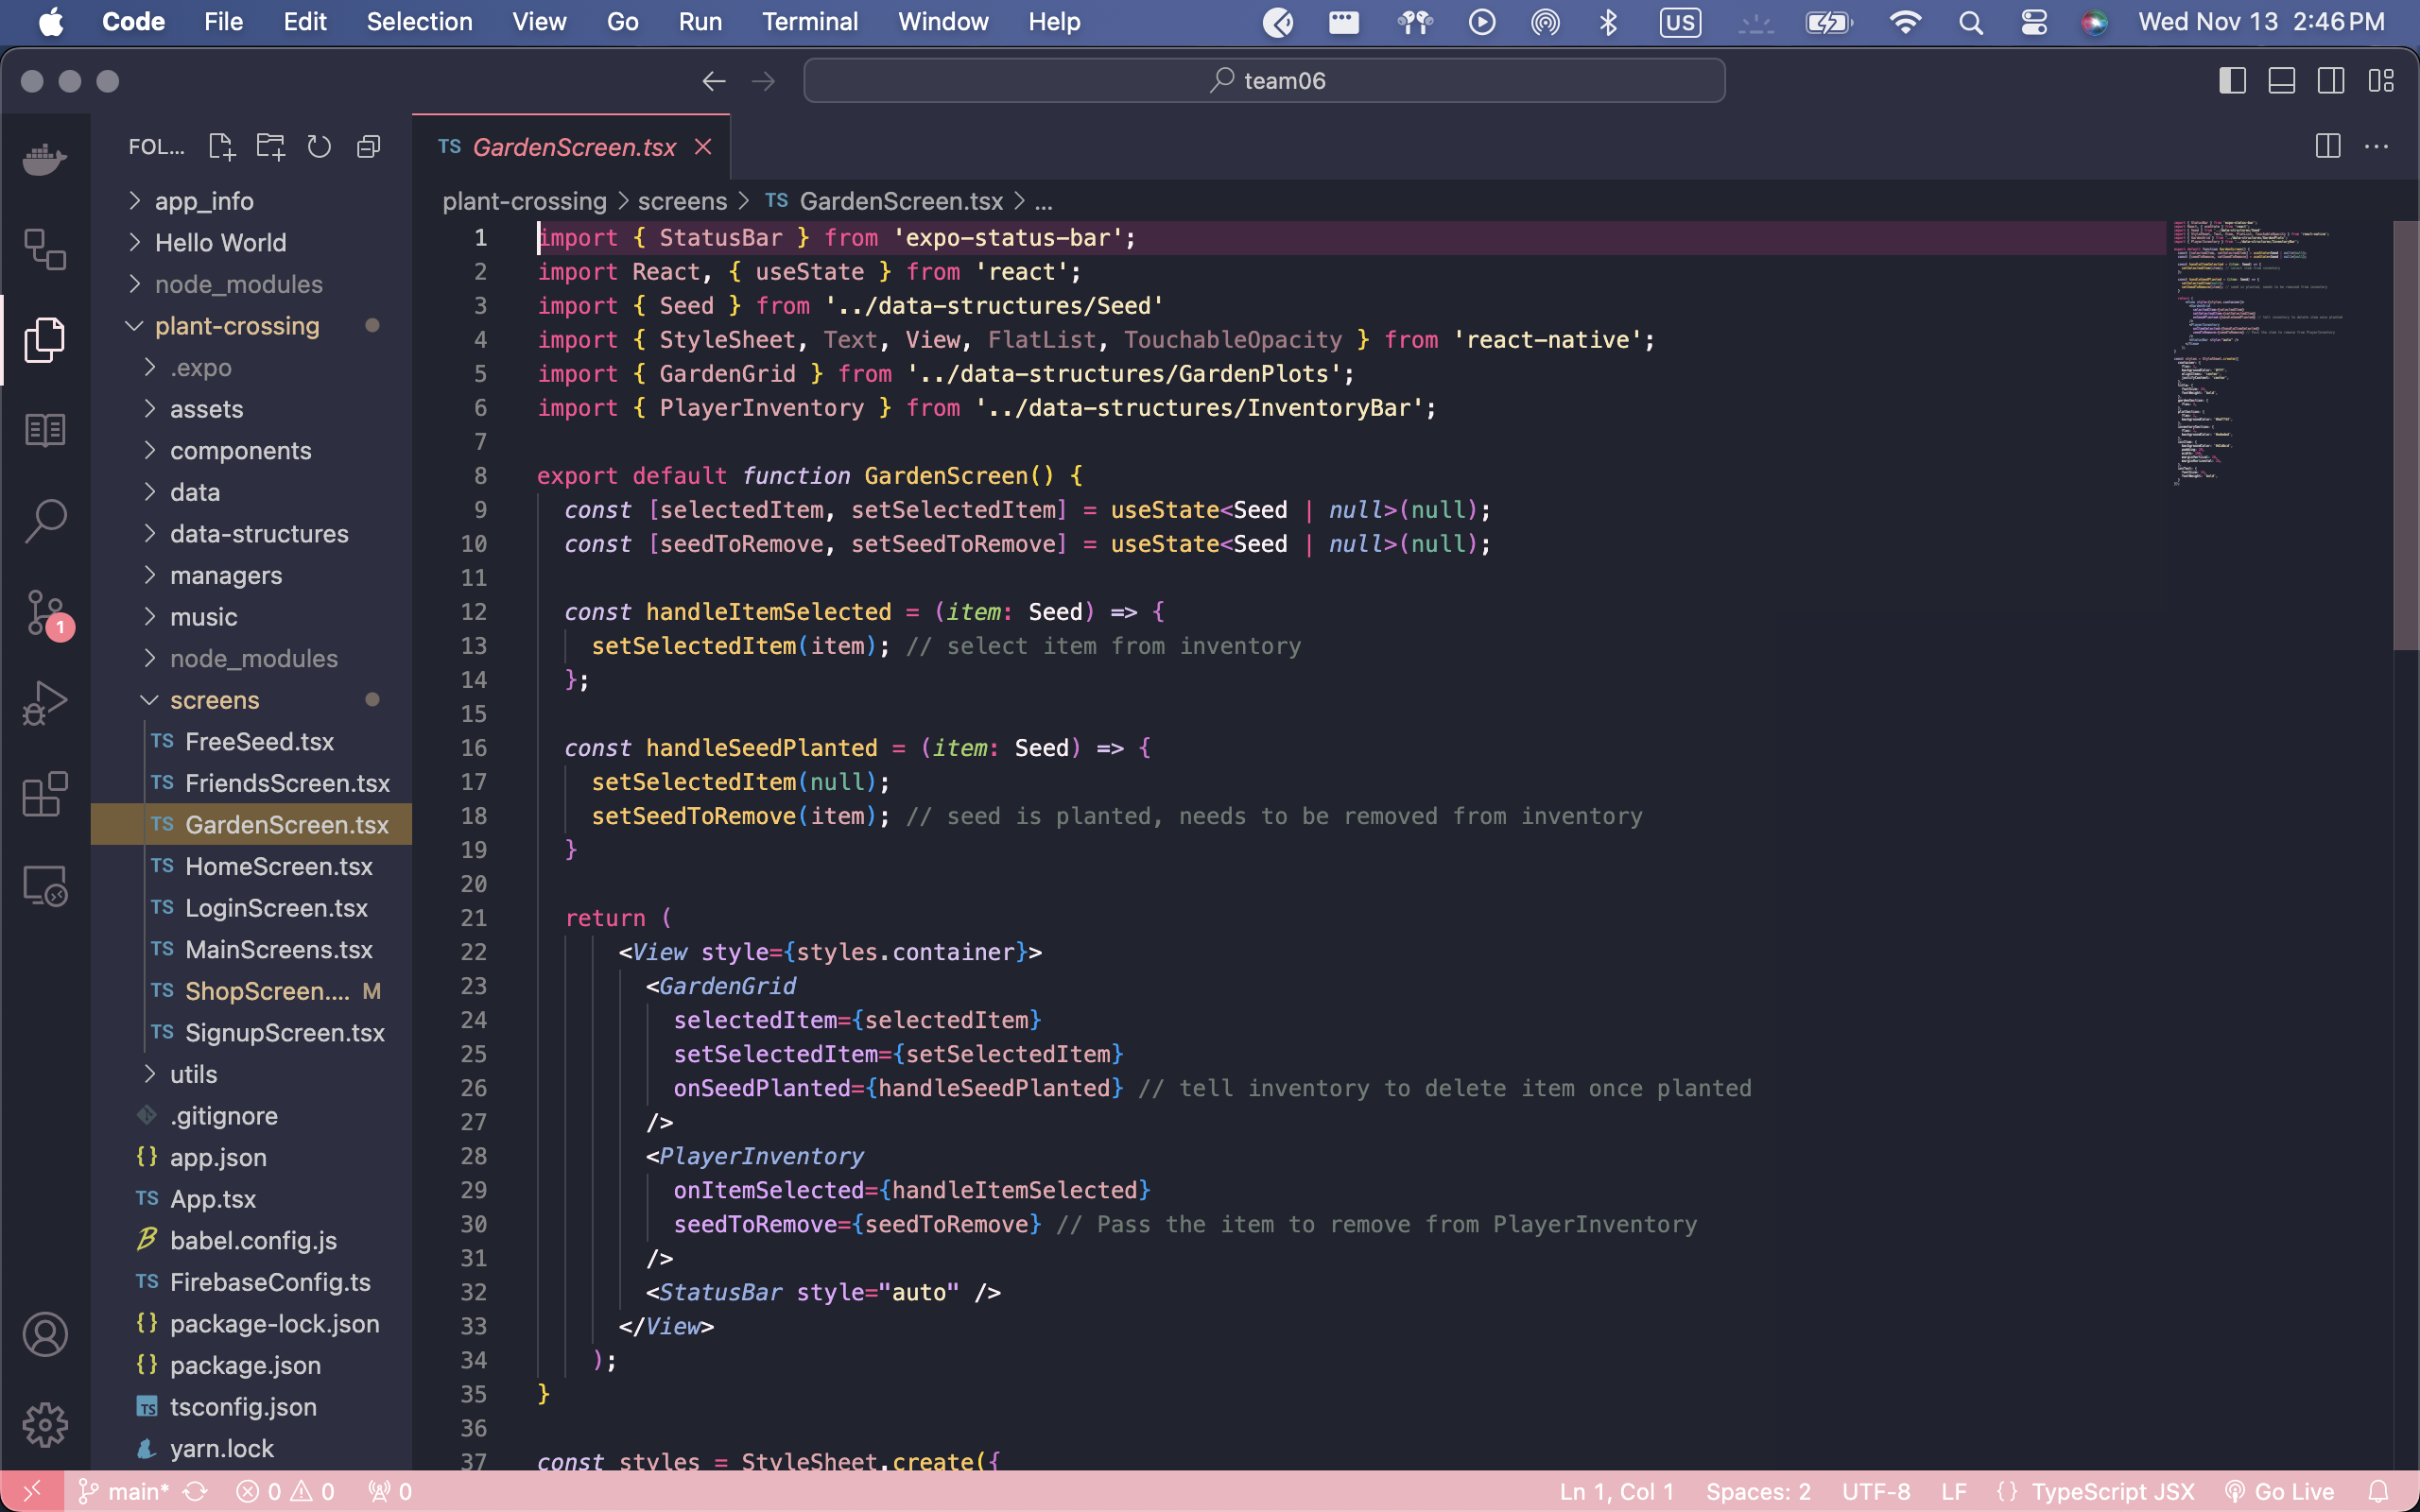 Code File Edit Selection View Go Run Terminal Window Help US Wed Nov 13 2:46 PM
team06
FOL...
TS GardenScreen.tsx
plant-crossing > screens > TS GardenScreen.tsx > ...
app_info
Hello World
node_modules
plant-crossing
.expo
assets
components
data
data-structures
managers
music
node_modules
screens
TS FreeSeed.tsx
TS FriendsScreen.tsx
TS GardenScreen.tsx
TS HomeScreen.tsx
TS LoginScreen.tsx
TS MainScreens.tsx
TS ShopScreen.... M
TS SignupScreen.tsx
utils
.gitignore
{} app.json
TS App.tsx
babel.config.js
TS FirebaseConfig.ts
{} package-lock.json
{} package.json
TS tsconfig.json
yarn.lock
1
1 import { StatusBar } from 'expo-status-bar';
2 import React, { useState } from 'react';
3 import { Seed } from '../data-structures/Seed'
4 import { StyleSheet, Text, View, FlatList, TouchableOpacity } from 'react-native';
5 import { GardenGrid } from '../data-structures/GardenPlots';
6 import { PlayerInventory } from '../data-structures/InventoryBar';
7
8 export default function GardenScreen() {
9 const [selectedItem, setSelectedItem] = useState<Seed | null>(null);
10 const [seedToRemove, setSeedToRemove] = useState<Seed | null>(null);
11
12 const handleItemSelected = (item: Seed) => {
13 setSelectedItem(item); // select item from inventory
14 };
15
16 const handleSeedPlanted = (item: Seed) => {
17 setSelectedItem(null);
18 setSeedToRemove(item); // seed is planted, needs to be removed from inventory
19 }
20
21 return (
22 <View style={styles.container}>
23 <GardenGrid
24 selectedItem={selectedItem}
25 setSelectedItem={setSelectedItem}
26 onSeedPlanted={handleSeedPlanted} // tell inventory to delete item once planted
27 />
28 <PlayerInventory
29 onItemSelected={handleItemSelected}
30 seedToRemove={seedToRemove} // Pass the item to remove from PlayerInventory
31 />
32 <StatusBar style="auto" />
33 </View>
34 );
35 }
36
37 const styles = StyleSheet.create({
main* 0 0 0 Ln 1, Col 1 Spaces: 2 UTF-8 LF {} TypeScript JSX Go Live